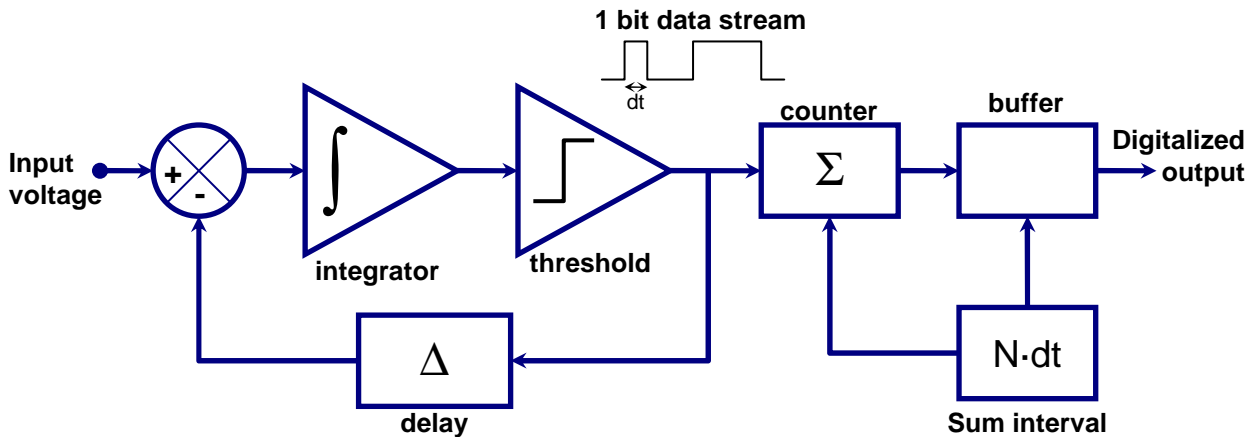 1 bit data stream
dt
counter
buffer
Input
voltage
+
-
∫
Σ
Digitalized
output
integrator
threshold
Δ
delay
N·dt
Sum interval